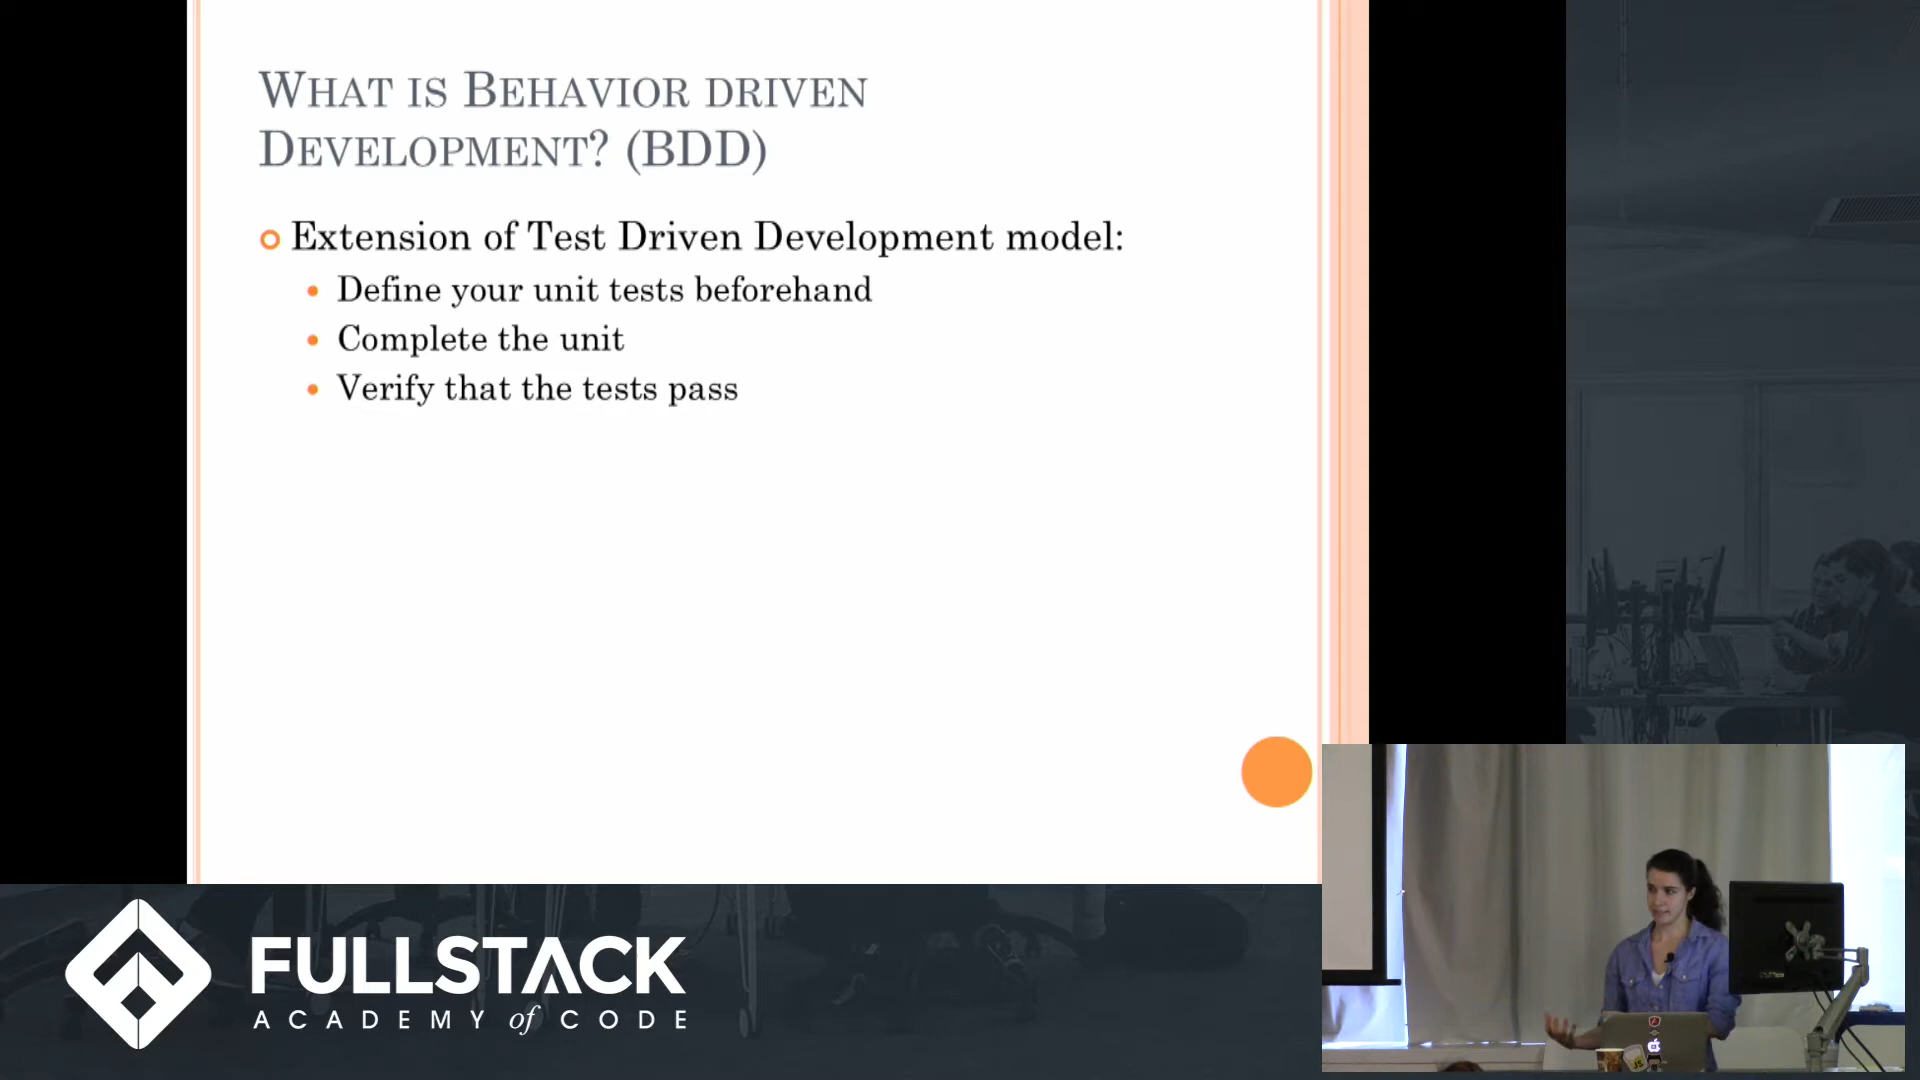 WHAT IS BEHAVIOR DRIVEN
DEVELOPMENT? (BDD)
Extension of Test Driven Development model:
Define your unit tests beforehand
Complete the unit
Verify that the tests pass
FULLSTACK
ACADEMY of CODE